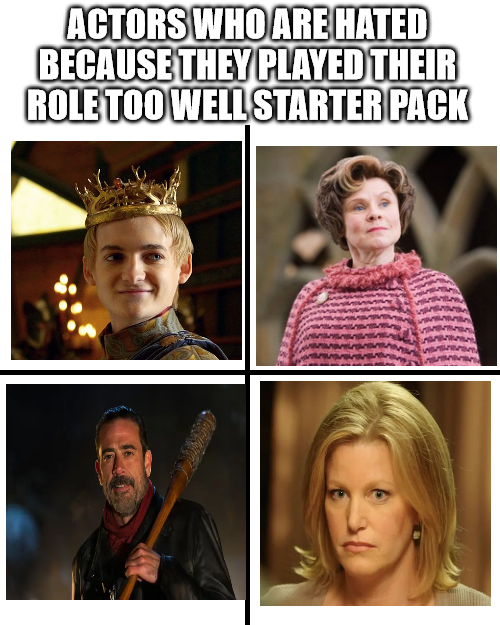 ACTORS WHO ARE HATED
BECAUSE THEY PLAYED THEIR
ROLE TOO WELL STARTER PACK